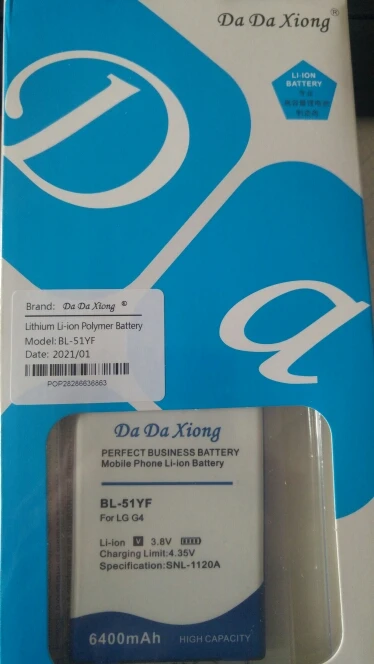 Da Da Xiong®
LI-ION
BATTERY
Brand: Da Da Xiong ®
Lithium Li-ion Polymer Battery
Model:BL-51YF
Date: 2021/01
POP28286636863
Da Da Xiong
PERFECT BUSINESS BATTERY
Mobile Phone Li-ion Battery
BL-51YF
For LG G4
Li-ion V 3.8V
Charging Limit:4.35V
Specification:SNL-1120A
6400mAh HIGH CAPACITY
D
a